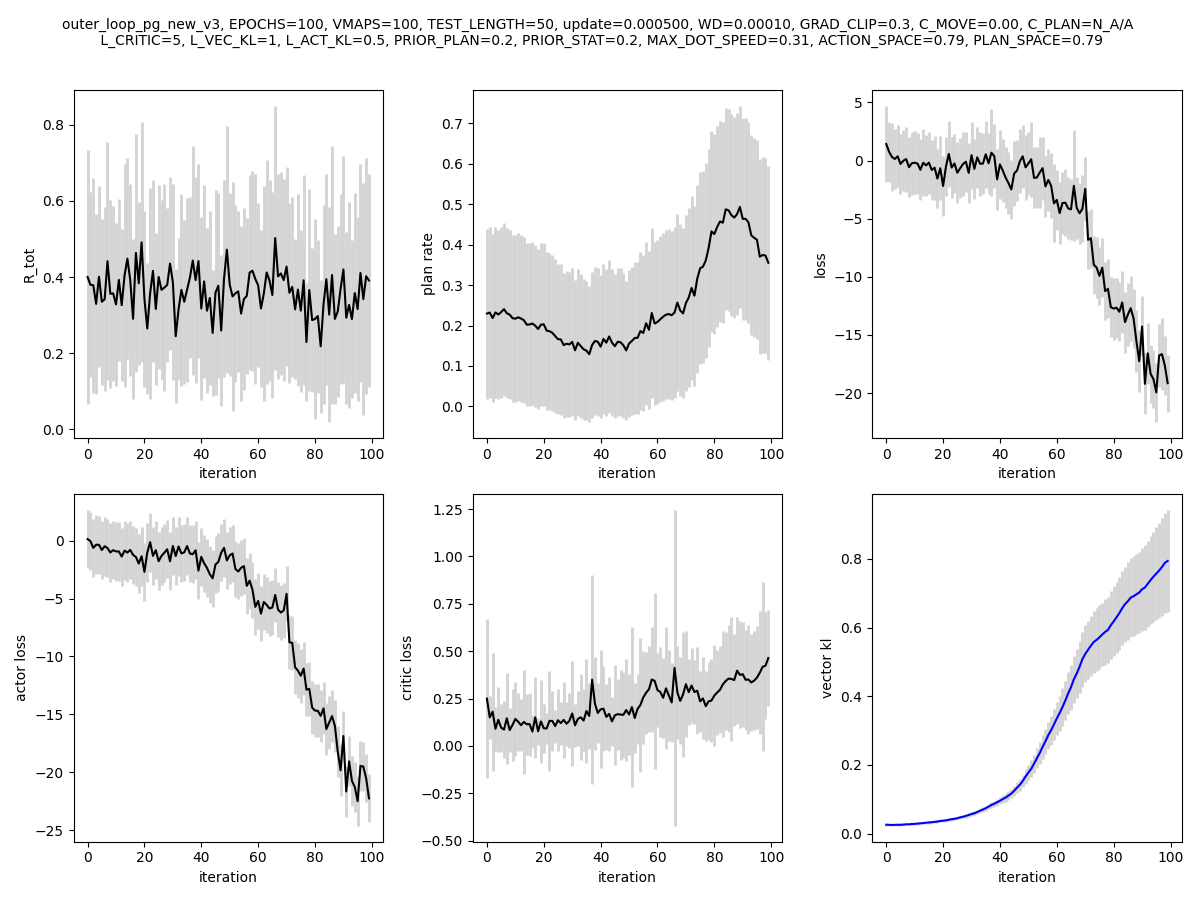 outer_loop_pg_new_v3, EPOCHS=100, VMAPS=100, TEST_LENGTH=50, update=0.000500, WD=0.00010, GRAD_CLIP=0.3, C_MOVE=0.00, C_PLAN=N_A/A
L_CRITIC=5, L_VEC_KL=1, L_ACT_KL=0.5, PRIOR_PLAN=0.2, PRIOR_STAT=0.2, MAX_DOT_SPEED=0.31, ACTION_SPACE=0.79, PLAN_SPACE=0.79
R_tot
0.8
0.6
0.4
0.2
0.0
0 20 40 60 80 100
iteration
plan rate
0.7
0.6
0.5
0.4
0.3
0.2
0.1
0.0
0 20 40 60 80 100
iteration
loss
5
0
−5
−10
−15
−20
0 20 40 60 80 100
iteration
actor loss
0
−5
−10
−15
−20
−25
0 20 40 60 80 100
iteration
critic loss
1.25
1.00
0.75
0.50
0.25
0.00
−0.25
−0.50
0 20 40 60 80 100
iteration
vector kl
0.8
0.6
0.4
0.2
0.0
0 20 40 60 80 100
iteration